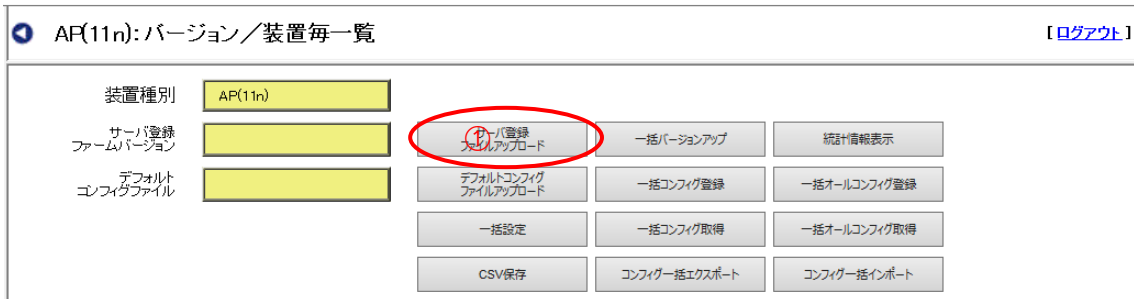 AP(11n):バージョン／装置毎一覧
[ログアウト]
装置種別
AP(11n)
サーバ登録
ファームバージョン
①
サーバ登録
ファイルアップロード
一括バージョンアップ
統計情報表示
デフォルト
コンフィグファイル
デフォルトコンフィグ
ファイルアップロード
一括コンフィグ登録
一括オールコンフィグ登録
一括設定
一括コンフィグ取得
一括オールコンフィグ取得
CSV保存
コンフィグ一括エクスポート
コンフィグ一括インポート